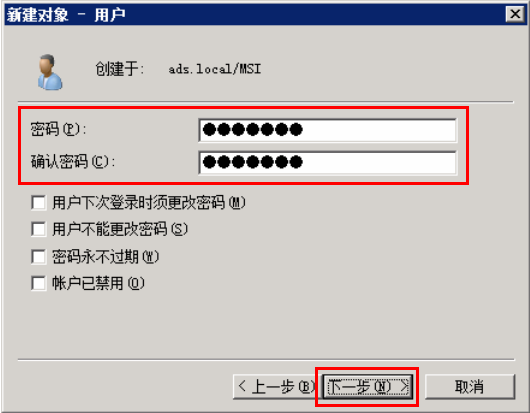 新建对象 - 用户
创建于: ads.local/MSI
密码(P): ●●●●●●●
确认密码(C): ●●●●●●●
用户下次登录时须更改密码(M)
用户不能更改密码(S)
密码永不过期(W)
帐户已禁用(O)
< 上一步(B) 下一步(N) > 取消